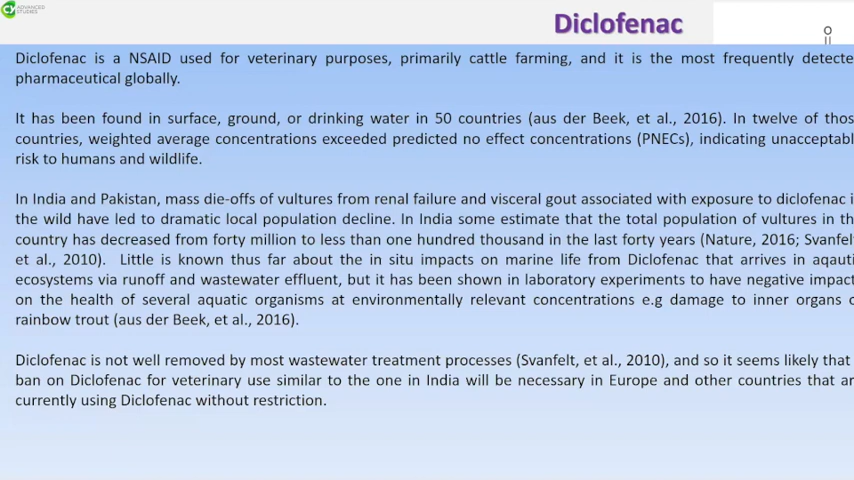 ADVANCED
STUDIES
Diclofenac
Diclofenac is a NSAID used for veterinary purposes, primarily cattle farming, and it is the most frequently detecte
pharmaceutical globally.
It has been found in surface, ground, or drinking water in 50 countries (aus der Beek, et al., 2016). In twelve of thos
countries, weighted average concentrations exceeded predicted no effect concentrations (PNECs), indicating unacceptabl
risk to humans and wildlife.
In India and Pakistan, mass die-offs of vultures from renal failure and visceral gout associated with exposure to diclofenac i
the wild have led to dramatic local population decline. In India some estimate that the total population of vultures in th
country has decreased from forty million to less than one hundred thousand in the last forty years (Nature, 2016; Svanfel
et al., 2010). Little is known thus far about the in situ impacts on marine life from Diclofenac that arrives in aqauti
ecosystems via runoff and wastewater effluent, but it has been shown in laboratory experiments to have negative impact
on the health of several aquatic organisms at environmentally relevant concentrations e.g damage to inner organs o
rainbow trout (aus der Beek, et al., 2016).
Diclofenac is not well removed by most wastewater treatment processes (Svanfelt, et al., 2010), and so it seems likely that
ban on Diclofenac for veterinary use similar to the one in India will be necessary in Europe and other countries that ar
currently using Diclofenac without restriction.